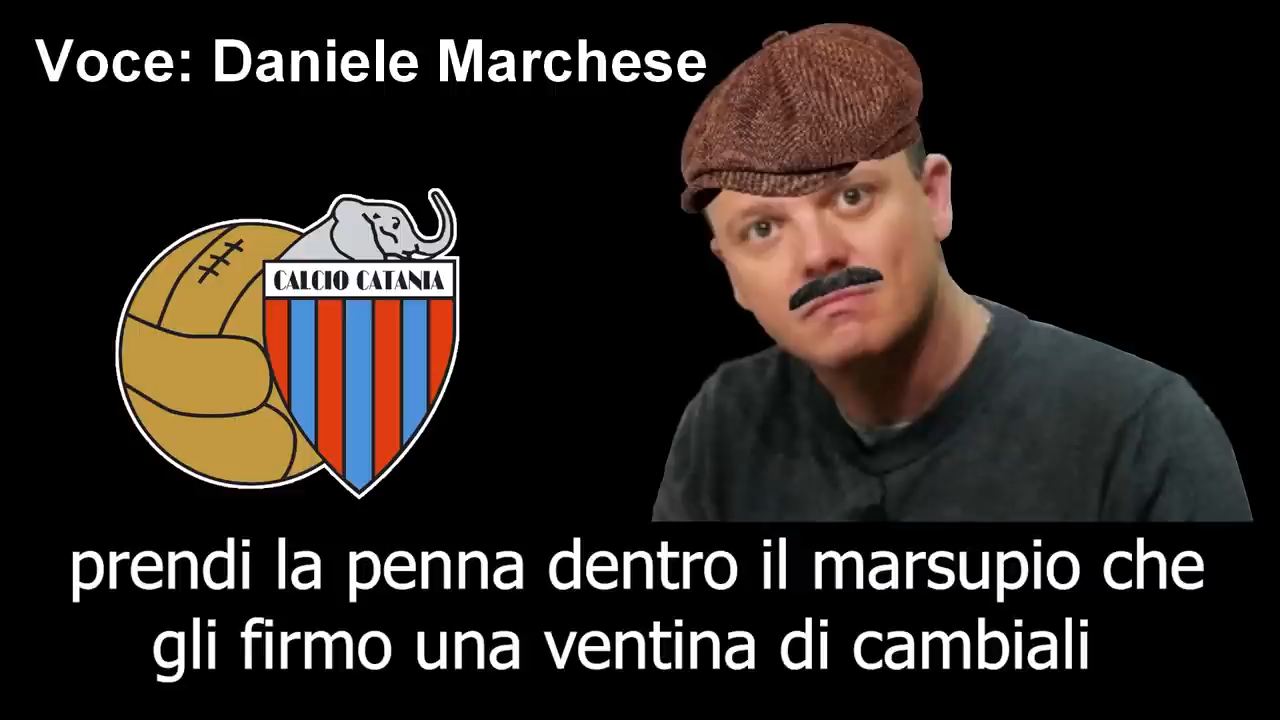 Voce: Daniele Marchese
CALCIO CATANIA
prendi la penna dentro il marsupio che
gli firmo una ventina di cambiali